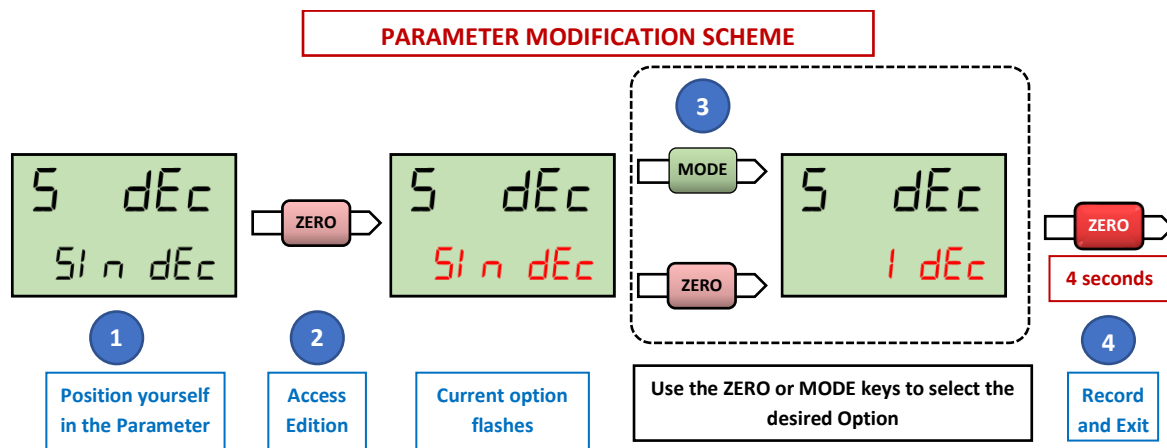 PARAMETER MODIFICATION SCHEME
3
5 dEc
SIn dEc
ZERO
5 dEc
SIn dEc
MODE
ZERO
5 dEc
1 dEc
ZERO
4 seconds
1
2
4
Position yourself
in the Parameter
Access
Edition
Current option
flashes
Use the ZERO or MODE keys to select the
desired Option
Record
and Exit